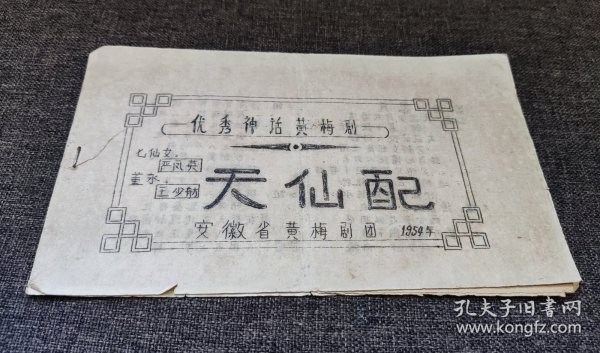 优秀神话黄梅剧
七仙女.
严凤英
董永.
王少舫
天仙配
安徽省黄梅剧团 1954年
孔夫子旧书网
www.kongfz.com